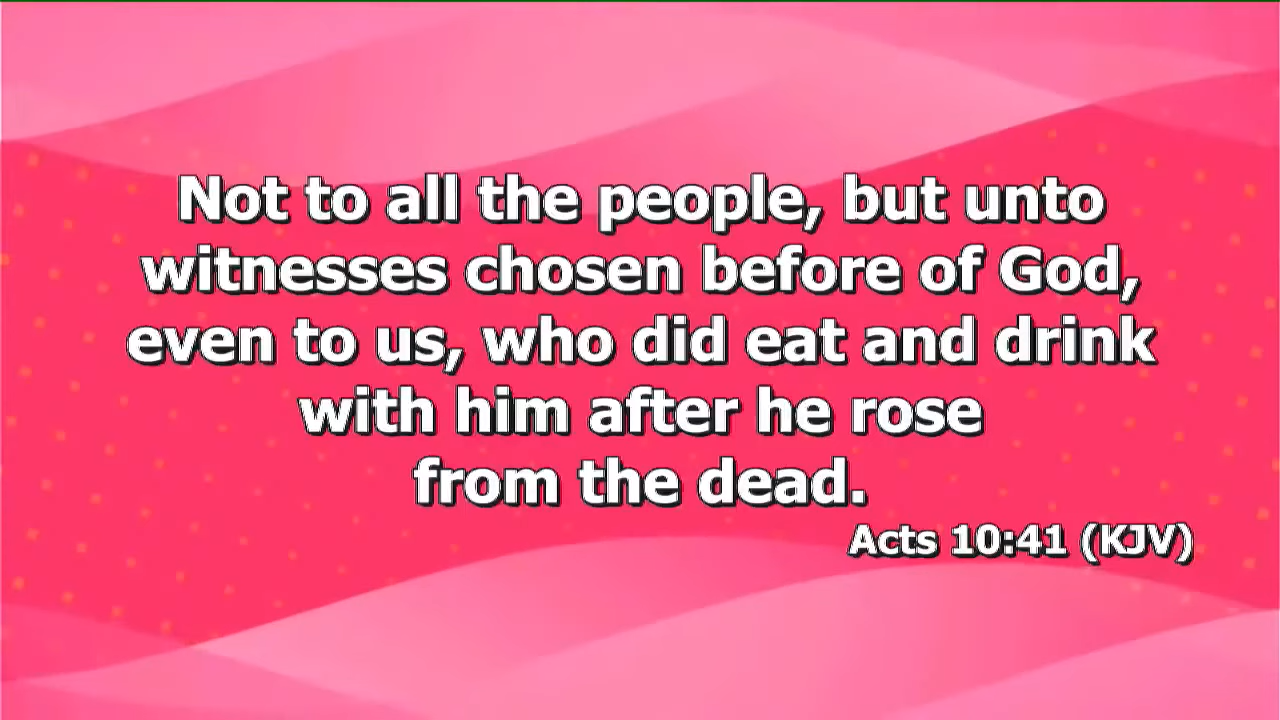 Not to all the people, but unto
witnesses chosen before of God,
even to us, who did eat and drink
with him after he rose
from the dead.
Acts 10:41 (KJV)